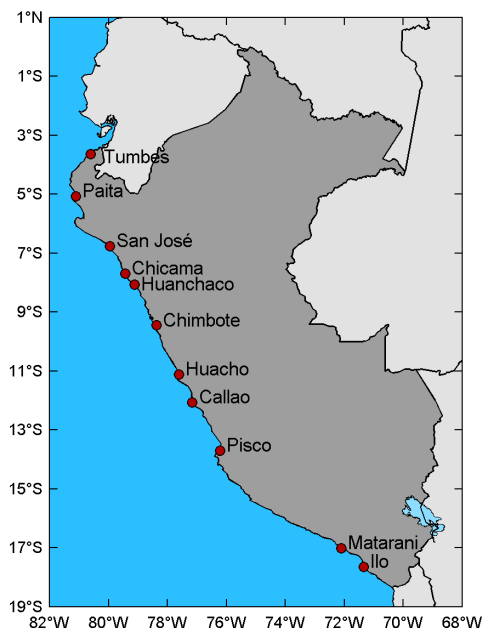 1°N
1°S
3°S
Tumbes
5°S
Paita
7°S
San José
Chicama
Huanchaco
9°S
Chimbote
11°S
Huacho
Callao
13°S
Pisco
15°S
17°S
Matarani
Ilo
19°S
82°W 80°W 78°W 76°W 74°W 72°W 70°W 68°W